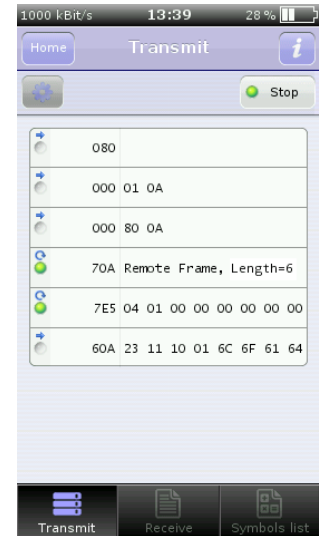 1000 kBit/s 13:39 28 %
Home Transmit i
Stop
080
000 01 0A
000 80 0A
70A Remote Frame, Length=6
7E5 04 01 00 00 00 00 00 00
60A 23 11 10 01 6C 6F 61 64
Transmit Receive Symbols list